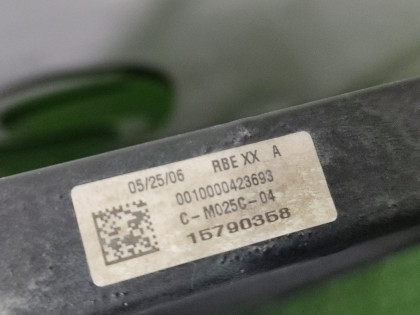 05/25/06 RBE XX A
0010000423693
C-M025C-04
15790358